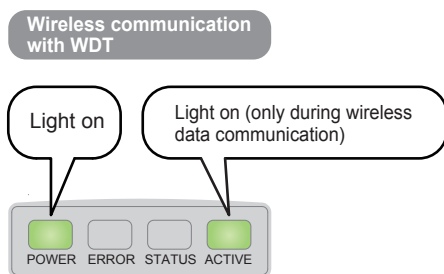 Wireless communication
with WDT
Light on
Light on (only during wireless
data communication)
POWER ERROR STATUS ACTIVE